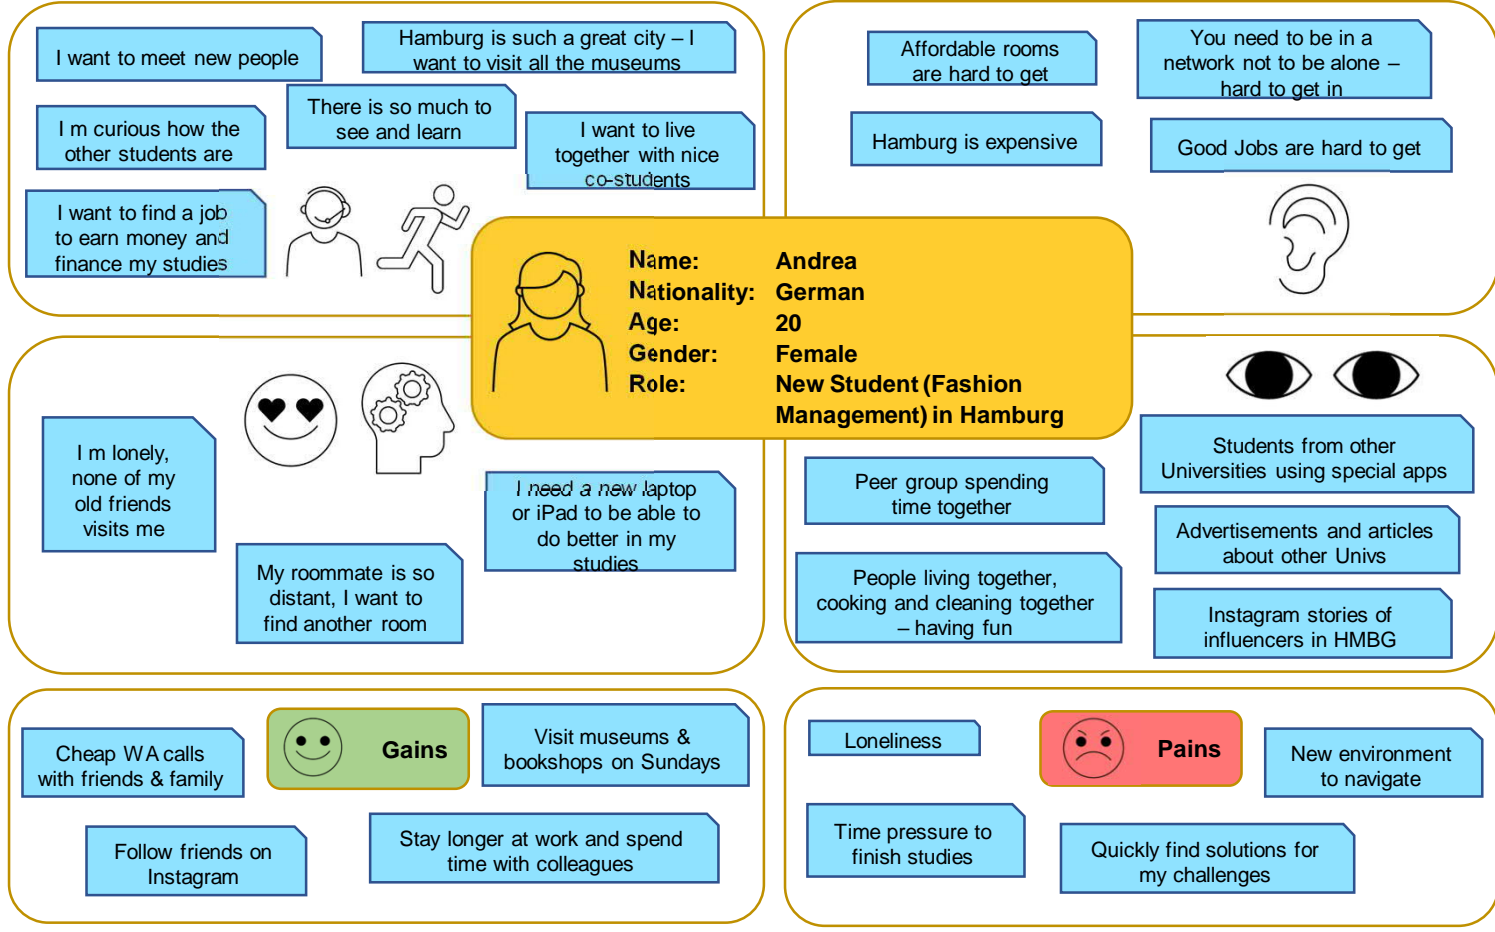 I want to meet new people
Hamburg is such a great city – I
want to visit all the museums
There is so much to
see and learn
I m curious how the
other students are
I want to live
together with nice
co-students
I want to find a job
to earn money and
finance my studies
Affordable rooms
are hard to get
You need to be in a
network not to be alone –
hard to get in
Hamburg is expensive
Good Jobs are hard to get
Name: Andrea
Nationality: German
Age: 20
Gender: Female
Role: New Student (Fashion
Management) in Hamburg
I m lonely,
none of my
old friends
visits me
My roommate is so
distant, I want to
find another room
I need a new laptop
or iPad to be able to
do better in my
studies
Students from other
Universities using special apps
Peer group spending
time together
Advertisements and articles
about other Univs
People living together,
cooking and cleaning together
– having fun
Instagram stories of
influencers in HMBG
Gains
Cheap WA calls
with friends & family
Visit museums &
bookshops on Sundays
Follow friends on
Instagram
Stay longer at work and spend
time with colleagues
Pains
Loneliness
New environment
to navigate
Time pressure to
finish studies
Quickly find solutions for
my challenges